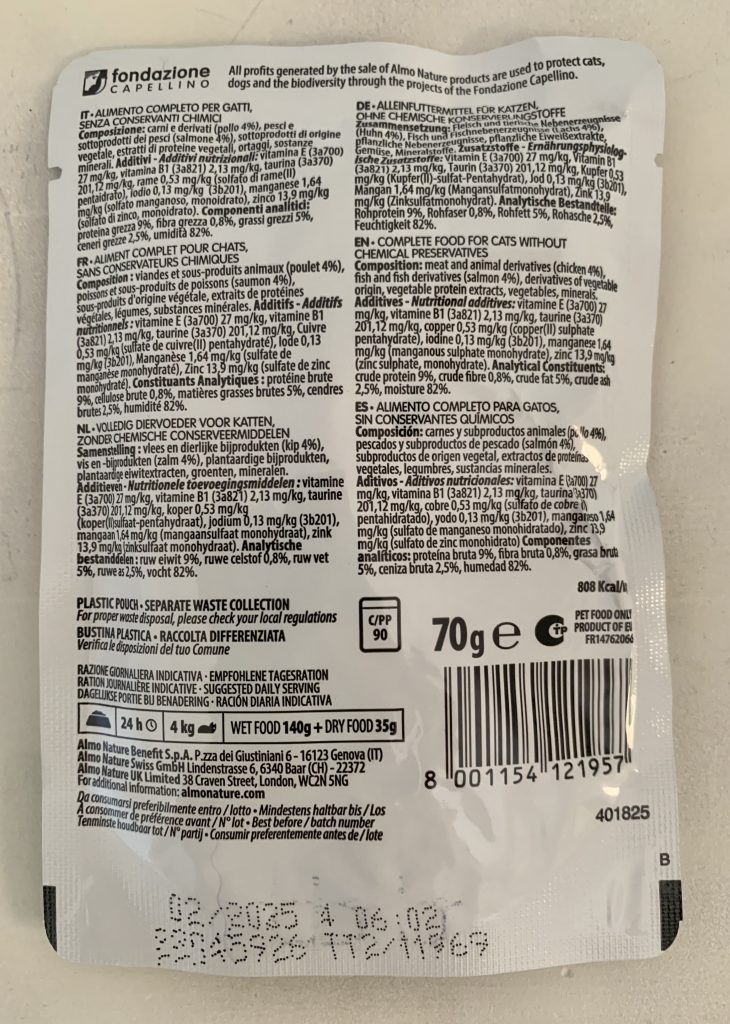 fondazione
CAPELLINO
All profits generated by the sale of Almo Nature products are used to protect cats,
dogs and the biodiversity through the projects of the Fondazione Capellino.
IT • ALIMENTO COMPLETO PER GATTI,
SENZA CONSERVANTI CHIMICI
Composizione: carni e derivati (pollo 4%), pesci e
sottoprodotti dei pesci (salmone 4%), sottoprodotti di origine
vegetale, estratti di proteine vegetali, ortaggi, sostanze
minerali. Additivi - Additivi nutrizionali: vitamina E (3a700)
27 mg/kg, vitamina B1 (3a821) 2,13 mg/kg, taurina (3a370)
201,12 mg/kg, rame 0,53 mg/kg (solfato di rame(II)
pentaidrato), iodio 0,13 mg/kg (3b201), manganese 1,64
mg/kg (solfato manganoso, monoidrato), zinco 13,9 mg/kg
(solfato di zinco, monoidrato). Componenti analitici:
proteina grezza 9%, fibra grezza 0,8%, grassi grezzi 5%,
ceneri grezze 2,5%, umidità 82%.
FR • ALIMENT COMPLET POUR CHATS,
SANS CONSERVATEURS CHIMIQUES
Composition : viandes et sous-produits animaux (poulet 4%),
poissons et sous-produits de poissons (saumon 4%),
sous-produits d'origine végétale, extraits de protéines
végétales, légumes, substances minérales. Additifs - Additifs
nutritionnels : vitamine E (3a700) 27 mg/kg, vitamine B1
(3a821) 2,13 mg/kg, taurine (3a370) 201,12 mg/kg, Cuivre
0,53 mg/kg (sulfate de cuivre(II) pentahydraté), Iode 0,13
mg/kg (3b201), Manganèse 1,64 mg/kg (sulfate de
manganèse monohydraté), Zinc 13,9 mg/kg (sulfate de zinc
monohydraté). Constituants Analytiques : protéine brute
9%, cellulose brute 0,8%, matières grasses brutes 5%, cendres
brutes 2,5%, humidité 82%.
NL • VOLLEDIG DIERVOEDER VOOR KATTEN,
ZONDER CHEMISCHE CONSERVEERMIDDELEN
Samenstelling : vlees en dierlijke bijprodukten (kip 4%),
vis en -bijprodukten (zalm 4%), plantaardige bijprodukten,
plantaardige eiwitextracten, groenten, mineralen.
Additieven - Nutritionele toevoegingsmiddelen : vitamine
E (3a700) 27 mg/kg, vitamine B1 (3a821) 2,13 mg/kg, taurine
(3a370) 201,12 mg/kg, koper 0,53 mg/kg
(koper(II)sulfaat-pentahydraat), jodium 0,13 mg/kg (3b201),
mangaan 1,64 mg/kg (mangaansulfaat monohydraat), zink
13,9 mg/kg (zinksulfaat monohydraat). Analytische
bestanddelen : ruw eiwit 9%, ruwe celstof 0,8%, ruw vet
5%, ruwe as 2,5%, vocht 82%.
DE • ALLEINFUTTERMITTEL FÜR KATZEN,
OHNE CHEMISCHE KONSERVIERUNGSSTOFFE
Zusammensetzung: Fleisch und tierische Nebenerzeugnisse
(Huhn 4%), Fisch und Fischnebenerzeugnisse (Lachs 4%),
pflanzliche Nebenerzeugnisse, pflanzliche Eiweißextrakte,
Gemüse, Mineralstoffe. Zusatzstoffe - Ernährungsphysiolog-
ische Zusatzstoffe: Vitamin E (3a700) 27 mg/kg, Vitamin B1
(3a821) 2,13 mg/kg, Taurin (3a370) 201,12 mg/kg, Kupfer 0,53
mg/kg (Kupfer(II)-sulfat-Pentahydrat), Jod 0,13 mg/kg (3b201),
Mangan 1,64 mg/kg (Mangansulfatmonohydrat), Zink 13,9
mg/kg (Zinksulfatmonohydrat). Analytische Bestandteile:
Rohprotein 9%, Rohfaser 0,8%, Rohfett 5%, Rohasche 2,5%,
Feuchtigkeit 82%.
EN • COMPLETE FOOD FOR CATS WITHOUT
CHEMICAL PRESERVATIVES
Composition: meat and animal derivatives (chicken 4%),
fish and fish derivatives (salmon 4%), derivatives of vegetable
origin, vegetable protein extracts, vegetables, minerals.
Additives - Nutritional additives: vitamine E (3a700) 27
mg/kg, vitamin B1 (3a821) 2,13 mg/kg, taurine (3a370)
201,12 mg/kg, copper 0,53 mg/kg (copper(II) sulphate
pentahydrate), iodine 0,13 mg/kg (3b201), manganese 1,64
mg/kg (manganous sulphate monohydrate), zinc 13,9 mg/kg
(zinc sulphate, monohydrate). Analytical Constituents:
crude protein 9%, crude fibre 0,8%, crude fat 5%, crude ash
2,5%, moisture 82%.
ES • ALIMENTO COMPLETO PARA GATOS,
SIN CONSERVANTES QUÍMICOS
Composición: carnes y subproductos animales (pollo 4%),
pescados y subproductos de pescado (salmón 4%),
subproductos de origen vegetal, extractos de proteínas
vegetales, legumbres, sustancias minerales.
Aditivos - Aditivos nutricionales: vitamina E (3a700) 27
mg/kg, vitamina B1 (3a821) 2,13 mg/kg, taurina (3a370)
201,12 mg/kg, cobre 0,53 mg/kg (sulfato de cobre
pentahidratado), yodo 0,13 mg/kg (3b201), manganeso 1,64
mg/kg (sulfato de manganeso monohidratado), zinc 13,9
mg/kg (sulfato de zinc monohidrato) Componentes
analíticos: proteína bruta 9%, fibra bruta 0,8%, grasa bruta
5%, ceniza bruta 2,5%, humedad 82%.
808 Kcal/
PLASTIC POUCH • SEPARATE WASTE COLLECTION
For proper waste disposal, please check your local regulations
BUSTINA PLASTICA • RACCOLTA DIFFERENZIATA
Verifica le disposizioni del tuo Comune
C/PP
90
70g e
PET FOOD ONLY
PRODUCT OF
FR14762066
RAZIONE GIORNALIERA INDICATIVA • EMPFOHLENE TAGESRATION
RATION JOURNALIÈRE INDICATIVE • SUGGESTED DAILY SERVING
DAGELIJKSE PORTIE BIJ BENADERING • RACIÓN DIARIA INDICATIVA
24 h
4 kg
WET FOOD 140g + DRY FOOD 35g
Almo Nature Benefit S.p.A. P.zza dei Giustiniani 6 - 16123 Genova (IT)
Almo Nature Swiss GmbH Lindenstrasse 6, 6340 Baar (CH) - 22372
Almo Nature UK Limited 38 Craven Street, London, WC2N 5NG
For additional information: almonature.com
Da consumarsi preferibilmente entro / lotto • Mindestens haltbar bis / Los
À consommer de préférence avant / N° lot • Best before / batch number
Tenminste houdbaar tot / N° partij • Consumir preferentemente antes de / lote
8 001154 121957
401825
B
02/2025 4 06:02
TT2/11969